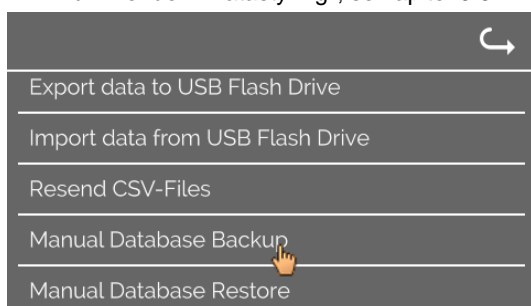 Export data to USB Flash Drive
Import data from USB Flash Drive
Resend CSV-Files
Manual Database Backup
Manual Database Restore